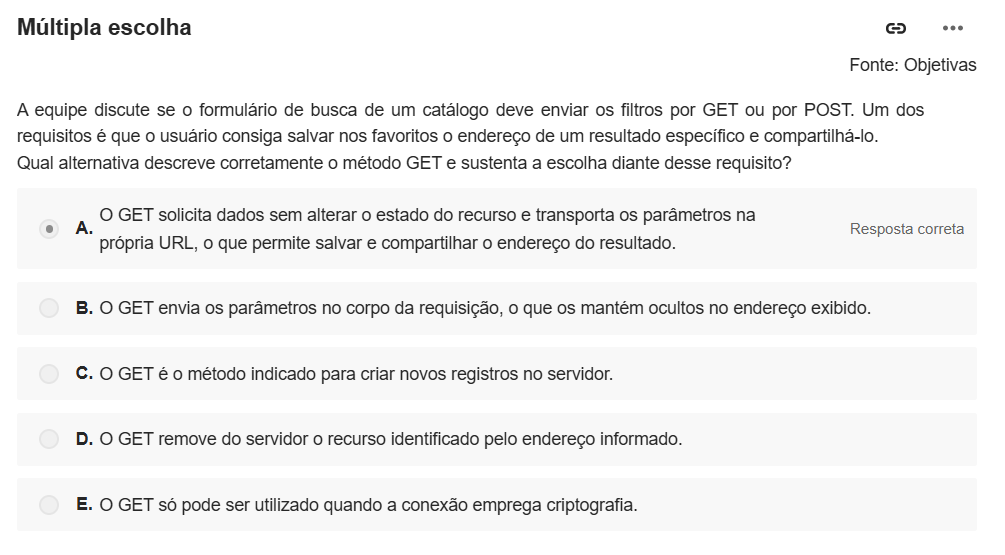 Múltipla escolha
Fonte: Objetivas
A equipe discute se o formulário de busca de um catálogo deve enviar os filtros por GET ou por POST. Um dos
requisitos é que o usuário consiga salvar nos favoritos o endereço de um resultado específico e compartilhá-lo.
Qual alternativa descreve corretamente o método GET e sustenta a escolha diante desse requisito?
A. O GET solicita dados sem alterar o estado do recurso e transporta os parâmetros na
própria URL, o que permite salvar e compartilhar o endereço do resultado.
Resposta correta
B. O GET envia os parâmetros no corpo da requisição, o que os mantém ocultos no endereço exibido.
C. O GET é o método indicado para criar novos registros no servidor.
D. O GET remove do servidor o recurso identificado pelo endereço informado.
E. O GET só pode ser utilizado quando a conexão emprega criptografia.